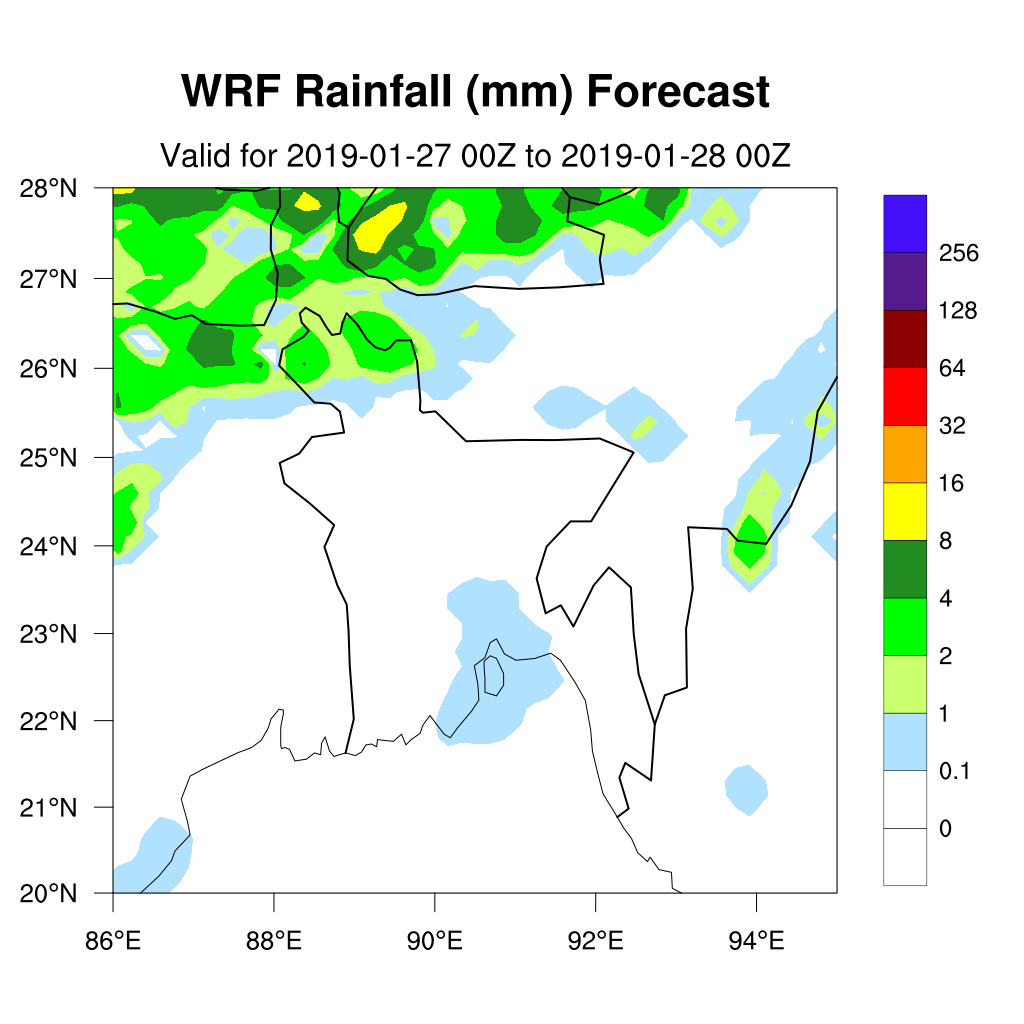 WRF Rainfall (mm) Forecast
Valid for 2019-01-27 00Z to 2019-01-28 00Z
28°N
27°N
26°N
25°N
24°N
23°N
22°N
21°N
20°N
86°E
88°E
90°E
92°E
94°E
256
128
64
32
16
8
4
2
1
0.1
0